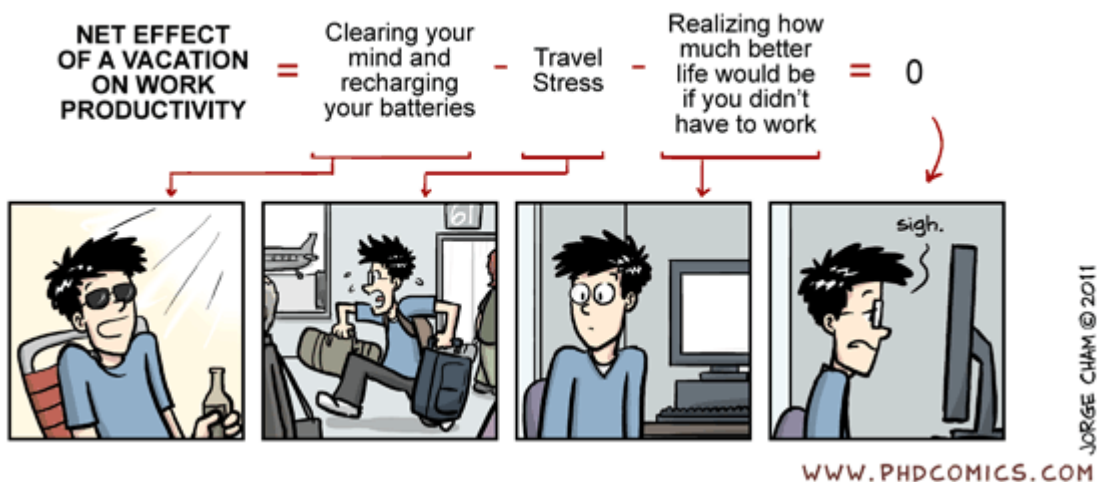 NET EFFECT
OF A VACATION
ON WORK
PRODUCTIVITY
=
Clearing your
mind and
recharging
your batteries
-
Travel
Stress
-
Realizing how
much better
life would be
if you didn't
have to work
=
0
61
sigh.
JORGE CHAM © 2011
WWW.PHDCOMICS.COM